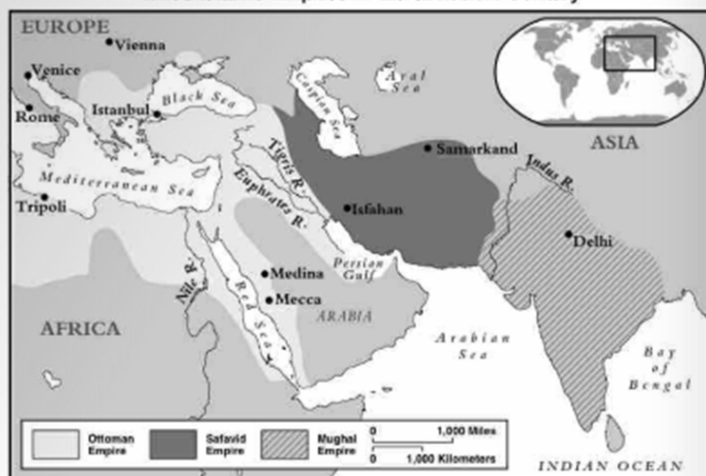 EUROPE
Vienna
Venice
Rome
Istanbul
Black Sea
Caspian Sea
Aral
Sea
ASIA
Samarkand
Mediterranean Sea
Tripoli
Tigris R.
Euphrates R.
Isfahan
Indus R.
Delhi
Persian
Gulf
Nile R.
Medina
Mecca
Red Sea
ARABIA
AFRICA
Arabian
Sea
Bay
of
Bengal
Ottoman
Empire
Safavid
Empire
Mughal
Empire
0 1,000 Miles
0 1,000 Kilometers
INDIAN OCEAN